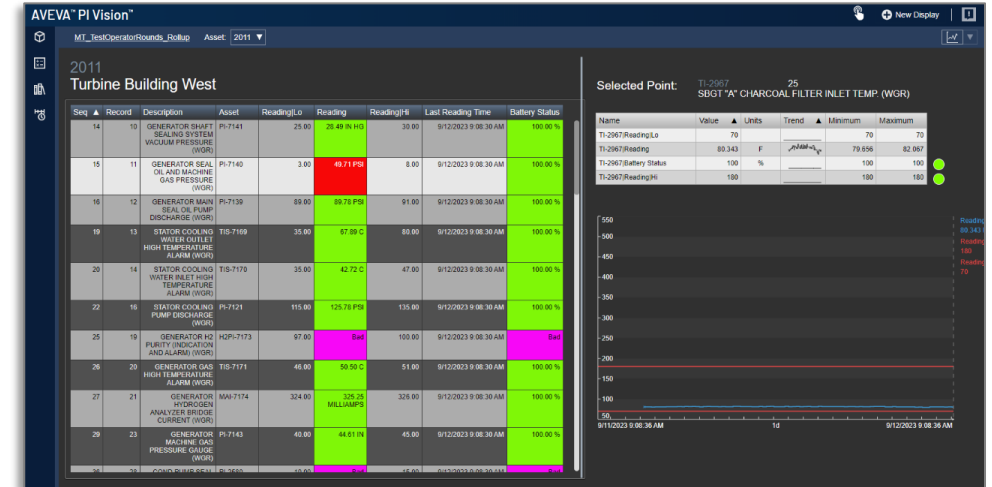 AVEVA™ PI Vision™
New Display
MT_TestOperatorRounds_Rollup Asset: 2011
2011
Turbine Building West
Seq Record Description Asset Reading|Lo Reading Reading|Hi Last Reading Time Battery Status
14 10 GENERATOR SHAFT PI-7141 25.00 28.49 IN HG 30.00 9/12/2023 9:08:30 AM 100.00 %
SEALING SYSTEM
VACUUM PRESSURE
(WGR)
15 11 GENERATOR SEAL PI-7140 3.00 49.71 PSI 8.00 9/12/2023 9:08:30 AM 100.00 %
OIL AND MACHINE
GAS PRESSURE
(WGR)
16 12 GENERATOR MAIN PI-7139 89.00 89.78 PSI 91.00 9/12/2023 9:08:30 AM 100.00 %
SEAL OIL PUMP
DISCHARGE (WGR)
19 13 STATOR COOLING TIS-7169 35.00 67.89 C 80.00 9/12/2023 9:08:30 AM 100.00 %
WATER OUTLET
HIGH TEMPERATURE
ALARM (WGR)
20 14 STATOR COOLING TIS-7170 35.00 42.72 C 47.00 9/12/2023 9:08:30 AM 100.00 %
WATER INLET HIGH
TEMPERATURE
ALARM (WGR)
22 16 STATOR COOLING PI-7121 115.00 125.78 PSI 135.00 9/12/2023 9:08:30 AM 100.00 %
PUMP DISCHARGE
(WGR)
25 19 GENERATOR H2 H2PI-7173 97.00 Bad 100.00 9/12/2023 9:08:30 AM Bad
PURITY (INDICATION
AND ALARM) (WGR)
26 20 GENERATOR GAS TIS-7171 46.00 50.50 C 51.00 9/12/2023 9:08:30 AM 100.00 %
HIGH TEMPERATURE
ALARM (WGR)
27 21 GENERATOR MAI-7174 324.00 325.25 326.00 9/12/2023 9:08:30 AM 100.00 %
HYDROGEN MILLIAMPS
ANALYZER BRIDGE
CURRENT (WGR)
29 23 GENERATOR PI-7143 40.00 44.61 IN 45.00 9/12/2023 9:08:30 AM 100.00 %
MACHINE GAS
PRESSURE GAUGE
(WGR)
Selected Point: TI-2967 25
SBGT "A" CHARCOAL FILTER INLET TEMP. (WGR)
Name Value Units Trend Minimum Maximum
TI-2967|Reading|Lo 70 70 70
TI-2967|Reading 80.343 F 79.656 82.067
TI-2967|Battery Status 100 % 100 100
TI-2967|Reading|Hi 180 180 180
550
500
450
400
350
300
250
200
150
100
50
Reading
80.343
Reading
180
Reading
70
9/11/2023 9:08:36 AM 1d 9/12/2023 9:08:36 AM